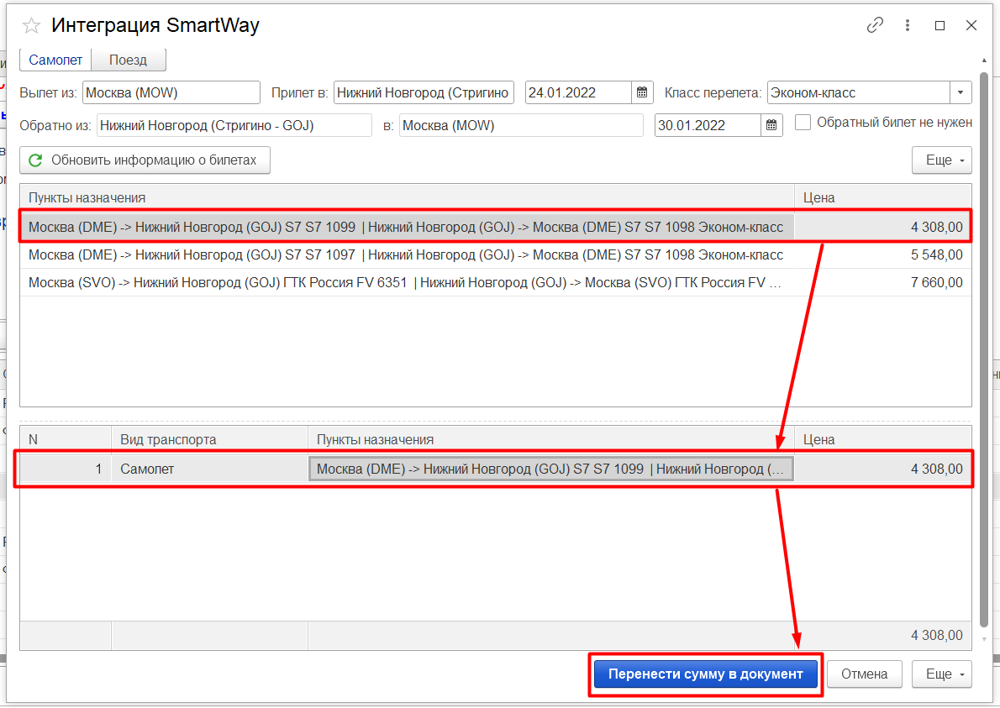 Интеграция SmartWay
Самолет Поезд
Вылет из: Москва (MOW) Прилет в: Нижний Новгород (Стригино 24.01.2022 Класс перелета: Эконом-класс
Обратно из: Нижний Новгород (Стригино - GOJ) в: Москва (MOW) 30.01.2022 Обратный билет не нужен
Обновить информацию о билетах Еще
Пункты назначения Цена
Москва (DME) -> Нижний Новгород (GOJ) S7 S7 1099 | Нижний Новгород (GOJ) -> Москва (DME) S7 S7 1098 Эконом-класс 4 308,00
Москва (DME) -> Нижний Новгород (GOJ) S7 S7 1097 | Нижний Новгород (GOJ) -> Москва (DME) S7 S7 1098 Эконом-класс 5 548,00
Москва (SVO) -> Нижний Новгород (GOJ) ГТК Россия FV 6351 | Нижний Новгород (GOJ) -> Москва (SVO) ГТК Россия FV ... 7 660,00
N Вид транспорта Пункты назначения Цена
1 Самолет Москва (DME) -> Нижний Новгород (GOJ) S7 S7 1099 | Нижний Новгород (... 4 308,00
4 308,00
Перенести сумму в документ Отмена Еще